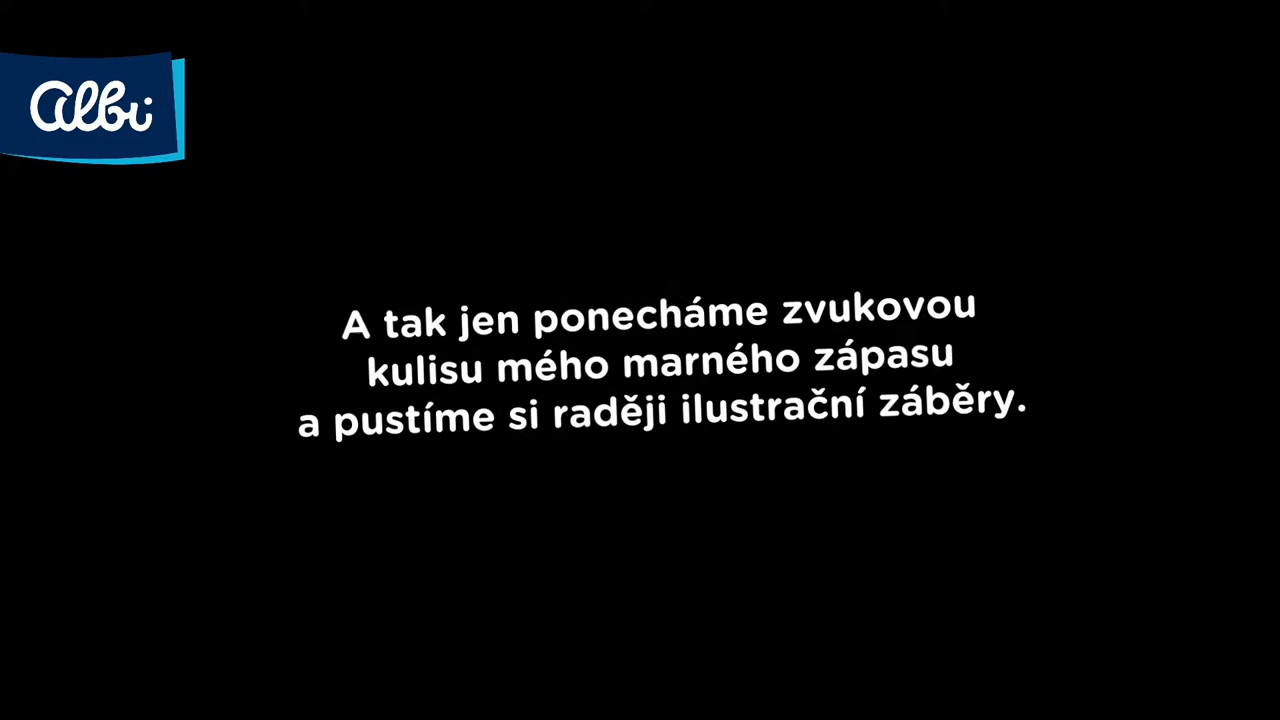 Albi
A tak jen ponecháme zvukovou
kulisu mého marného zápasu
a pustíme si raději ilustrační záběry.